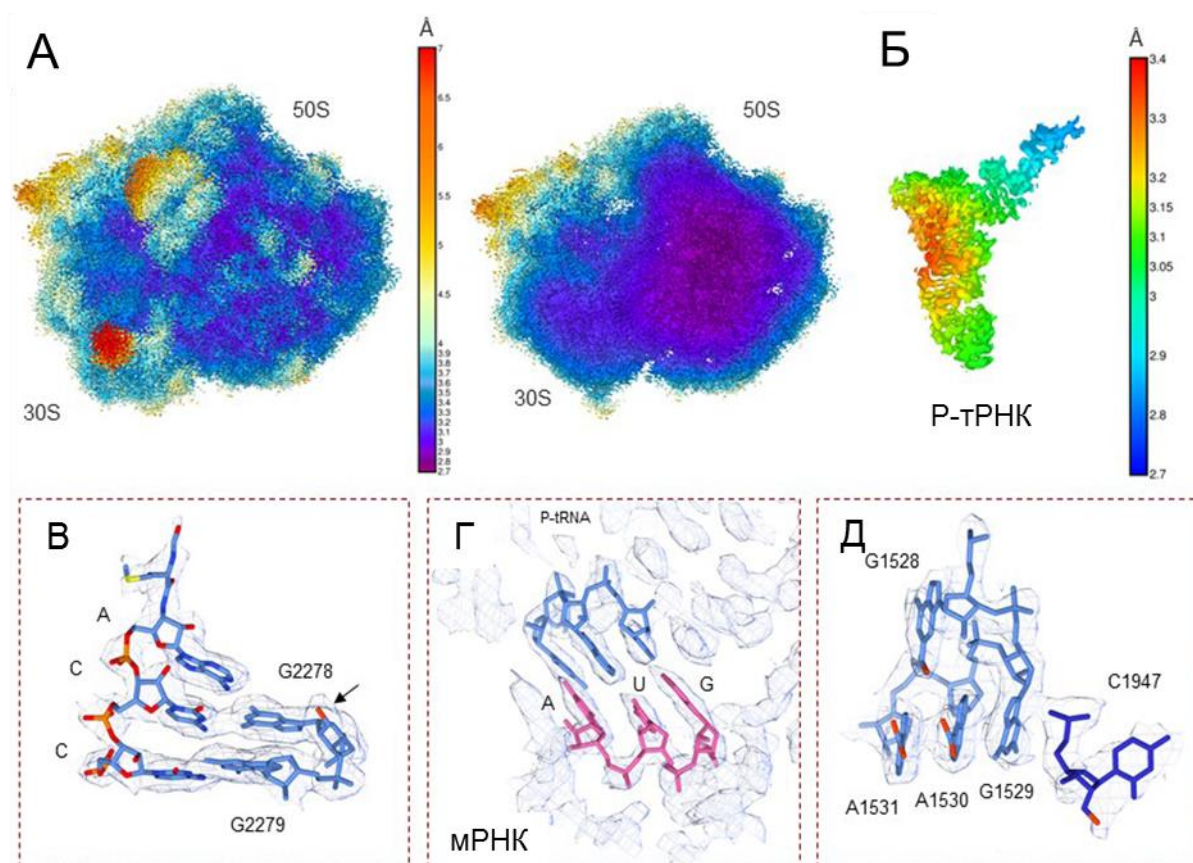 А
50S
30S
Å
7
6.5
6
5.5
5
4.5
4
3.9
3.8
3.7
3.6
3.5
3.4
3.3
3.2
3.1
3
2.9
2.8
2.7
50S
30S
Б
Р-тРНК
Å
3.4
3.3
3.2
3.15
3.1
3.05
3
2.9
2.8
2.7
В
A
C
C
G2278
G2279
Г
P-tRNA
A U G
мРНК
Д
G1528
C1947
G1529
A1530
A1531